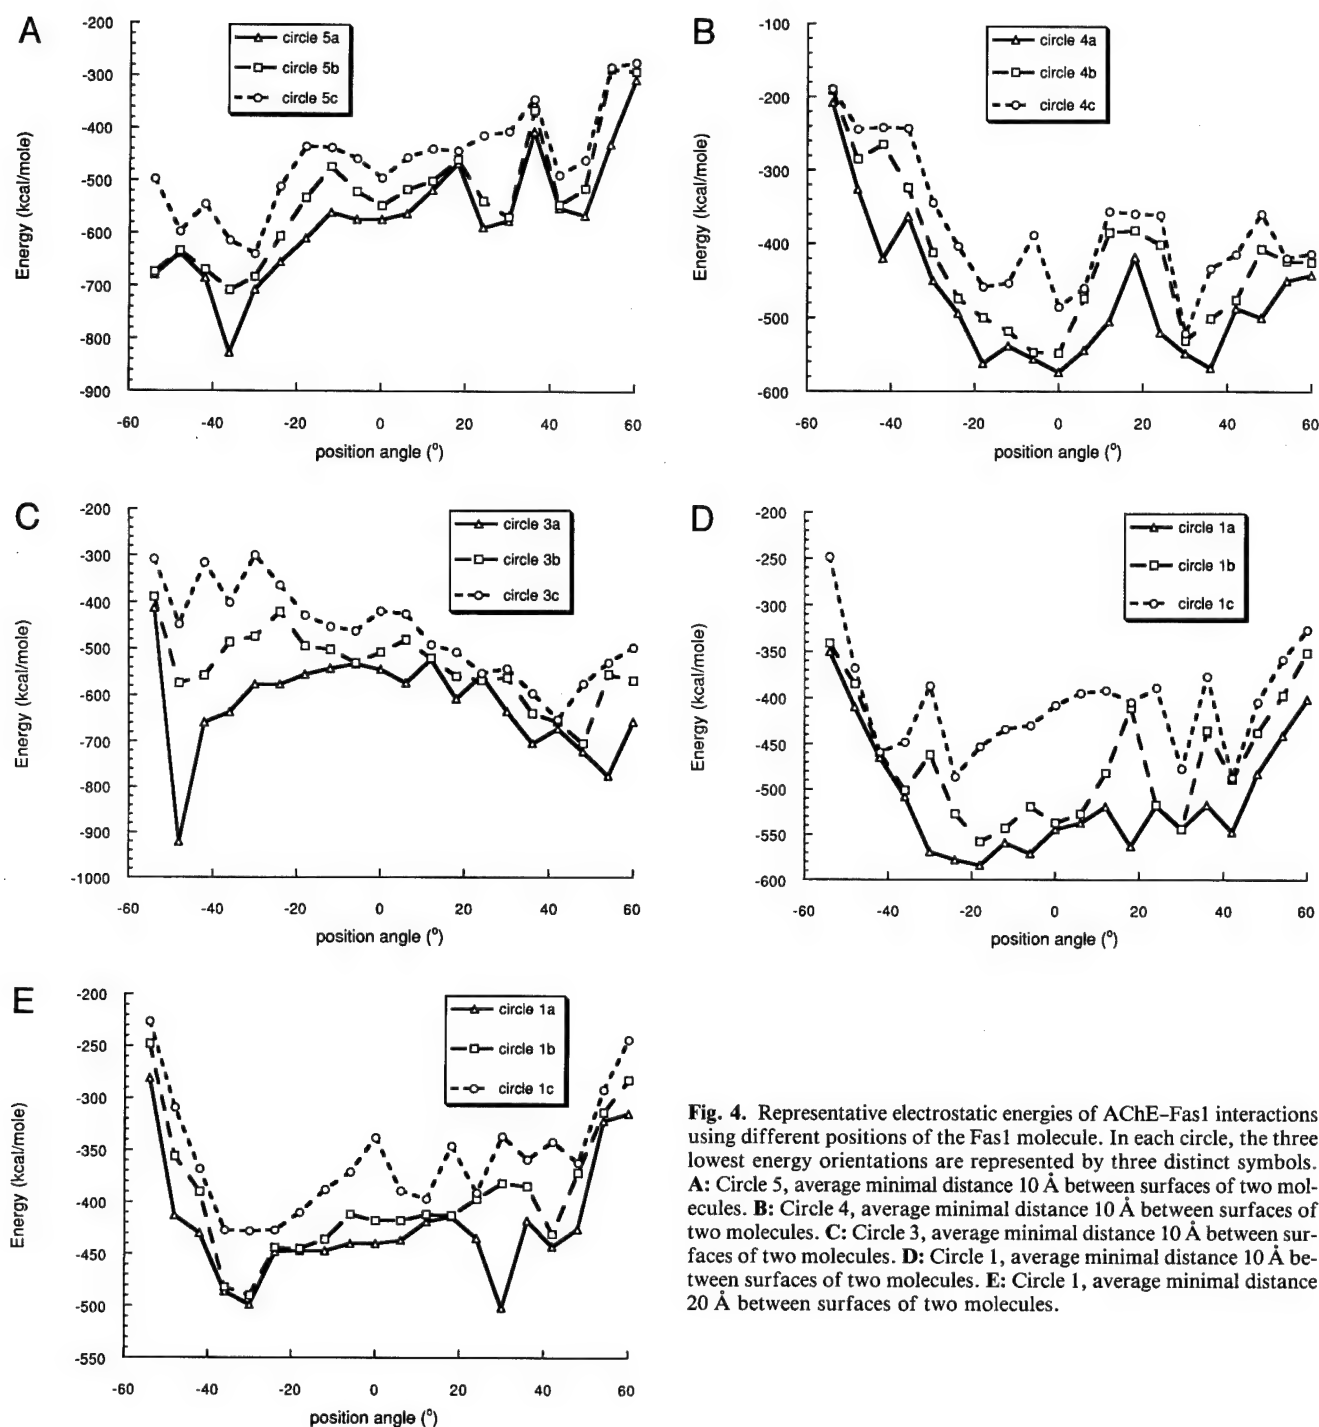 A
-200
-300
-400
-500
-600
-700
-800
-900
Energy (kcal/mole)
circle 5a
circle 5b
circle 5c
-60 -40 -20 0 20 40 60
position angle (°)
B
-100
-200
-300
-400
-500
-600
Energy (kcal/mole)
circle 4a
circle 4b
circle 4c
-60 -40 -20 0 20 40 60
position angle (°)
C
-200
-300
-400
-500
-600
-700
-800
-900
-1000
Energy (kcal/mole)
circle 3a
circle 3b
circle 3c
-60 -40 -20 0 20 40 60
position angle (°)
D
-200
-250
-300
-350
-400
-450
-500
-550
-600
Energy (kcal/mole)
circle 1a
circle 1b
circle 1c
-60 -40 -20 0 20 40 60
position angle (°)
E
-200
-250
-300
-350
-400
-450
-500
-550
Energy (kcal/mole)
circle 1a
circle 1b
circle 1c
-60 -40 -20 0 20 40 60
position angle (°)
Fig. 4. Representative electrostatic energies of AChE–Fas1 interactions
using different positions of the Fas1 molecule. In each circle, the three
lowest energy orientations are represented by three distinct symbols.
A: Circle 5, average minimal distance 10 Å between surfaces of two mol-
ecules. B: Circle 4, average minimal distance 10 Å between surfaces of
two molecules. C: Circle 3, average minimal distance 10 Å between sur-
faces of two molecules. D: Circle 1, average minimal distance 10 Å be-
tween surfaces of two molecules. E: Circle 1, average minimal distance
20 Å between surfaces of two molecules.